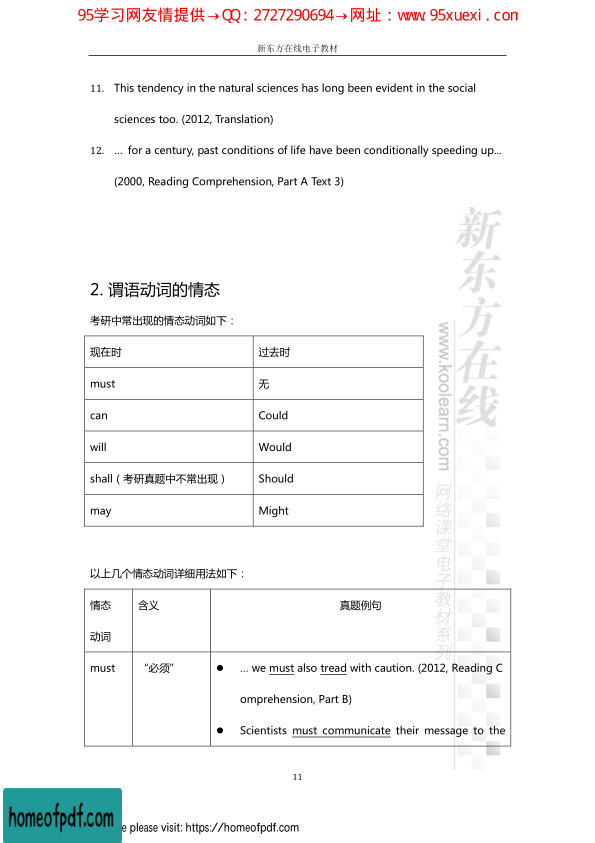 95学习网友情提供→QQ：2727290694→网址：www.95xuexi.com
新东方在线电子教材
11. This tendency in the natural sciences has long been evident in the social
sciences too. (2012, Translation)
12. … for a century, past conditions of life have been conditionally speeding up...
(2000, Reading Comprehension, Part A Text 3)
2. 谓语动词的情态
考研中常出现的情态动词如下：
现在时 过去时
must 无
can Could
will Would
shall（考研真题中不常出现） Should
may Might
以上几个情态动词详细用法如下：
情态 含义 真题例句
动词
must “必须” ● … we must also tread with caution. (2012, Reading C
omprehension, Part B)
● Scientists must communicate their message to the
11
新东方在线
www.koolearn.com
网络课堂电子教材系列
homeofpdf.com
e please visit: https://homeofpdf.com